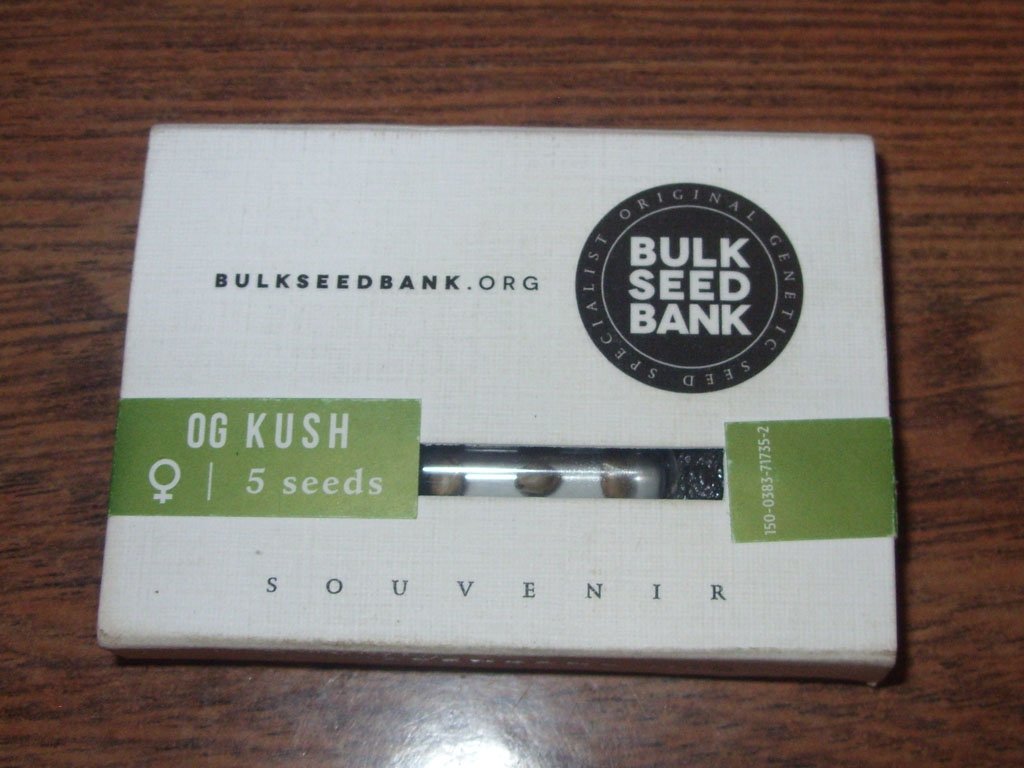 ORIGINAL GENETIC SEED SPECIALIST
BULK
SEED
BANK
BULKSEEDBANK.ORG
OG KUSH
♀ | 5 seeds
150-0383-71735-2
SOUVENIR